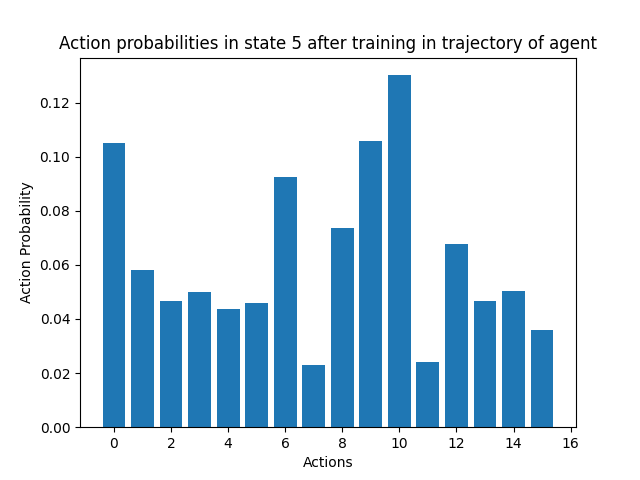 Action probabilities in state 5 after training in trajectory of agent
0.12
0.10
0.08
0.06
0.04
0.02
0.00
Action Probability
0 2 4 6 8 10 12 14 16
Actions